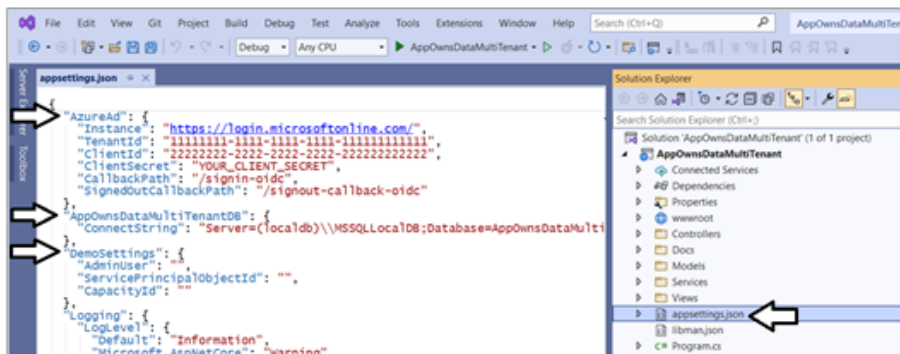 File Edit View Git Project Build Debug Test Analyze Tools Extensions Window Help Search (Ctrl+Q) AppOwnsDataMultiTenant
Debug Any CPU AppOwnsDataMultiTenant
Server Explorer
Toolbox
appsettings.json
{
"AzureAd": {
"Instance": "https://login.microsoftonline.com/",
"TenantId": "11111111-1111-1111-1111-111111111111",
"ClientId": "22222222-2222-2222-2222-222222222222",
"ClientSecret": "YOUR_CLIENT_SECRET",
"CallbackPath": "/signin-oidc",
"SignedOutCallbackPath": "/signout-callback-oidc"
},
"AppOwnsDataMultiTenantDB": {
"ConnectString": "Server=(localdb)\\MSSQLLocalDB;Database=AppOwnsDataMulti
},
"DemoSettings": {
"AdminUser": "",
"ServicePrincipalObjectId": "",
"CapacityId": ""
},
"Logging": {
"LogLevel": {
"Default": "Information",
"Microsoft.AspNetCore": "Warning"
Solution Explorer
Search Solution Explorer (Ctrl+;)
Solution 'AppOwnsDataMultiTenant' (1 of 1 project)
AppOwnsDataMultiTenant
Connected Services
Dependencies
Properties
wwwroot
Controllers
Docs
Models
Services
Views
appsettings.json
libman.json
C# Program.cs